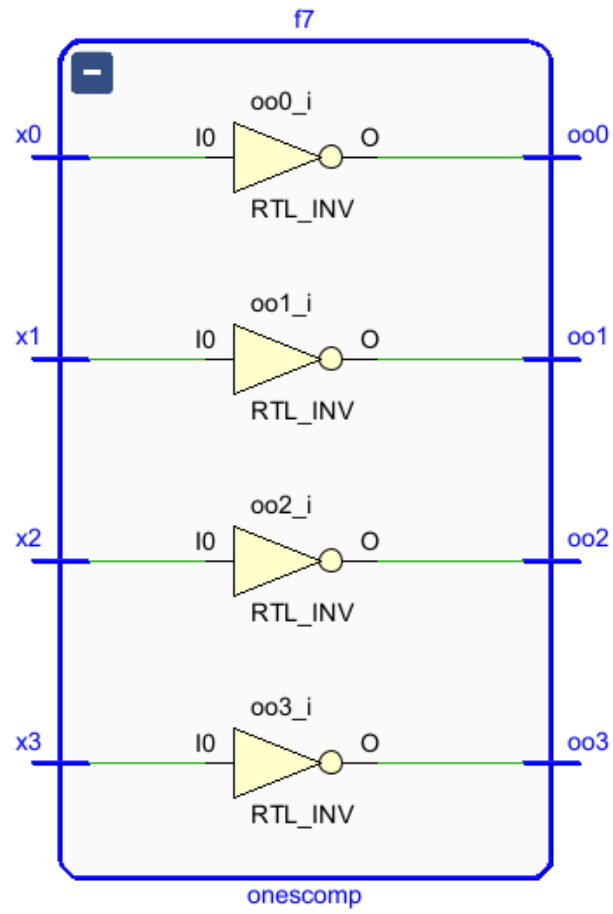 f7
oo0_i
x0 I0 O oo0
RTL_INV
oo1_i
x1 I0 O oo1
RTL_INV
oo2_i
x2 I0 O oo2
RTL_INV
oo3_i
x3 I0 O oo3
RTL_INV
onescomp